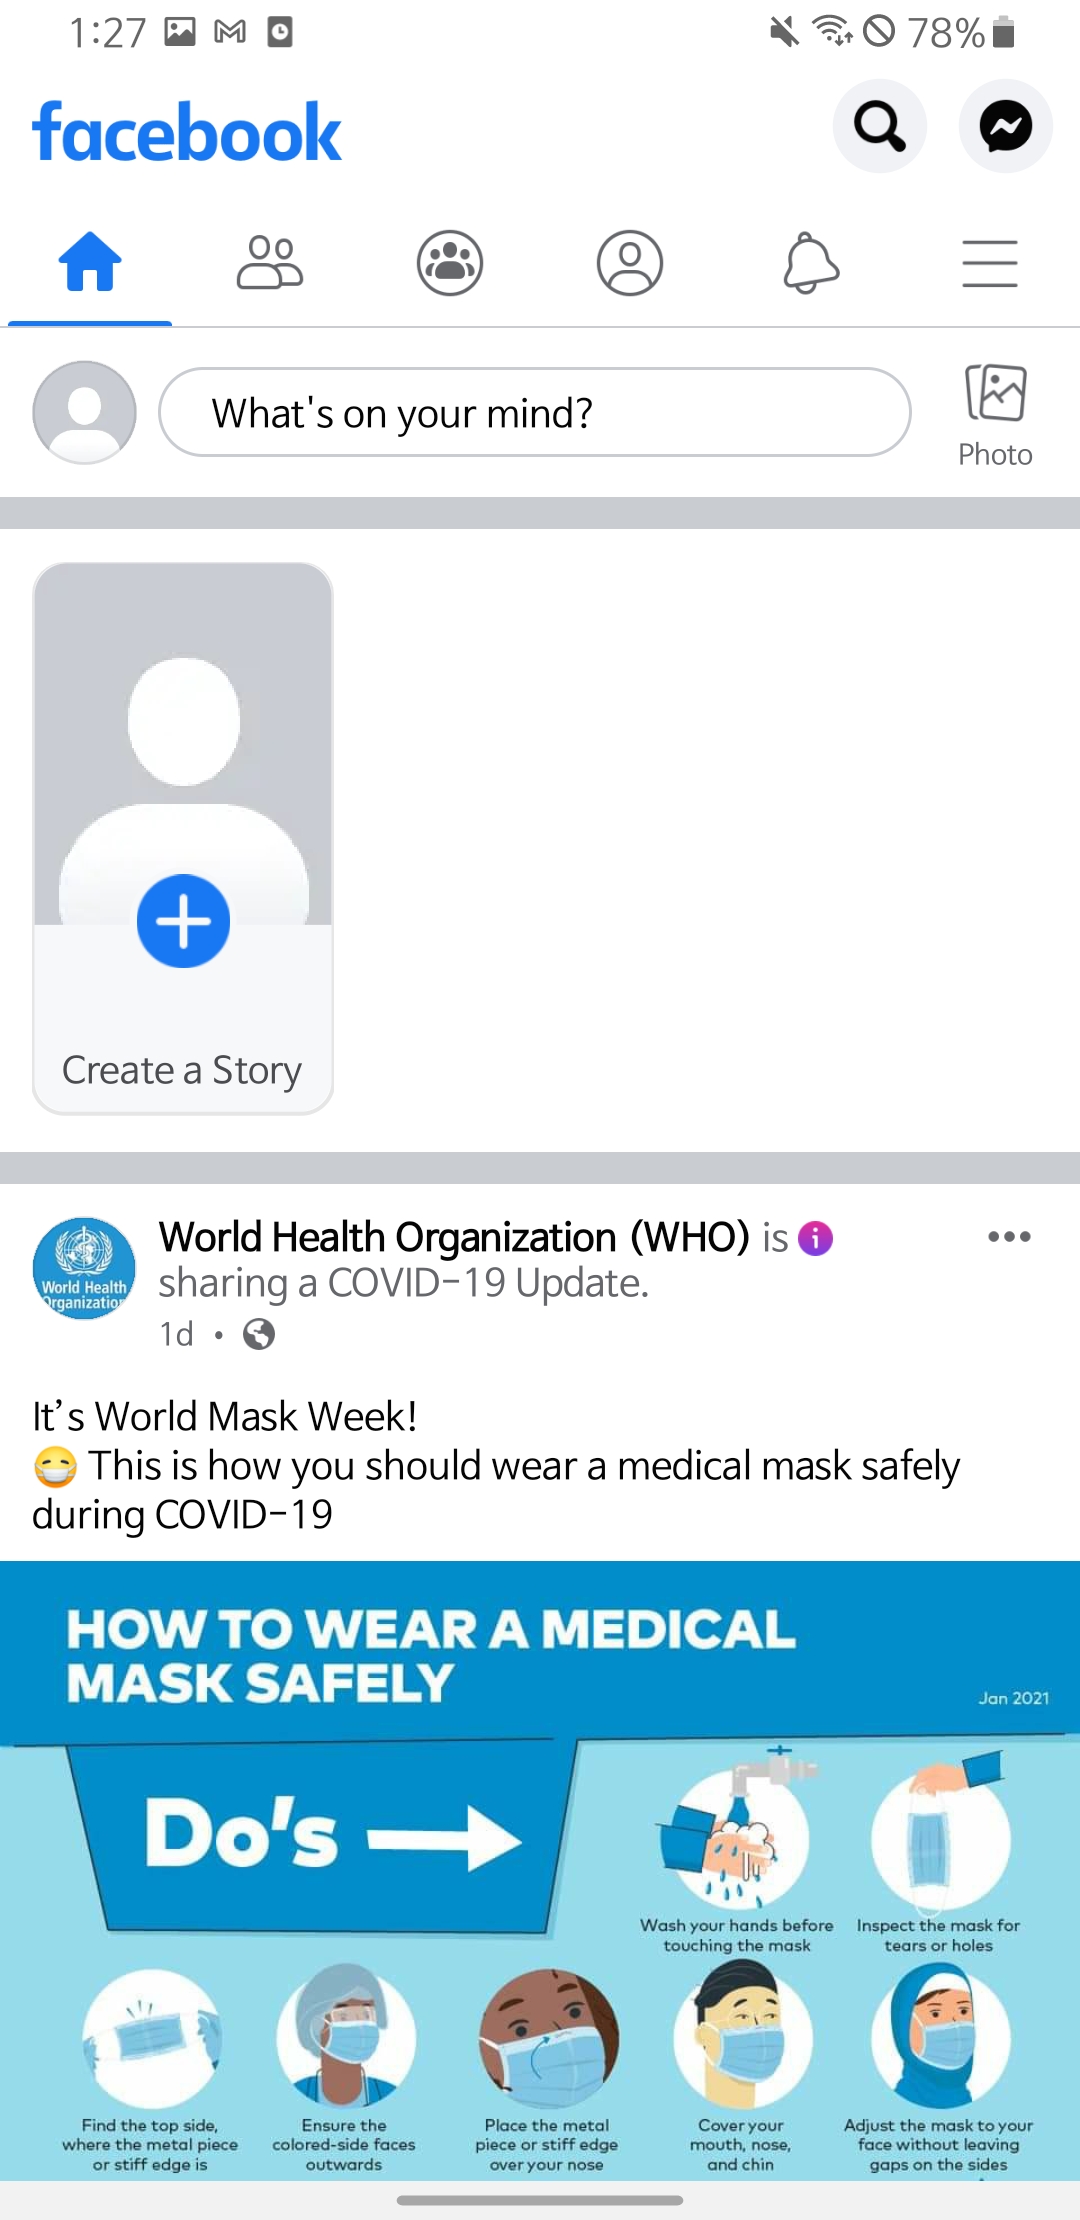 1:27
78%
facebook
What's on your mind?
Photo
Create a Story
World Health Organization
World Health Organization (WHO) is
sharing a COVID-19 Update.
1d •
It's World Mask Week!
😷 This is how you should wear a medical mask safely
during COVID-19
HOW TO WEAR A MEDICAL
MASK SAFELY
Jan 2021
Do's
Wash your hands before
touching the mask
Inspect the mask for
tears or holes
Find the top side,
where the metal piece
or stiff edge is
Ensure the
colored-side faces
outwards
Place the metal
piece or stiff edge
over your nose
Cover your
mouth, nose,
and chin
Adjust the mask to your
face without leaving
gaps on the sides